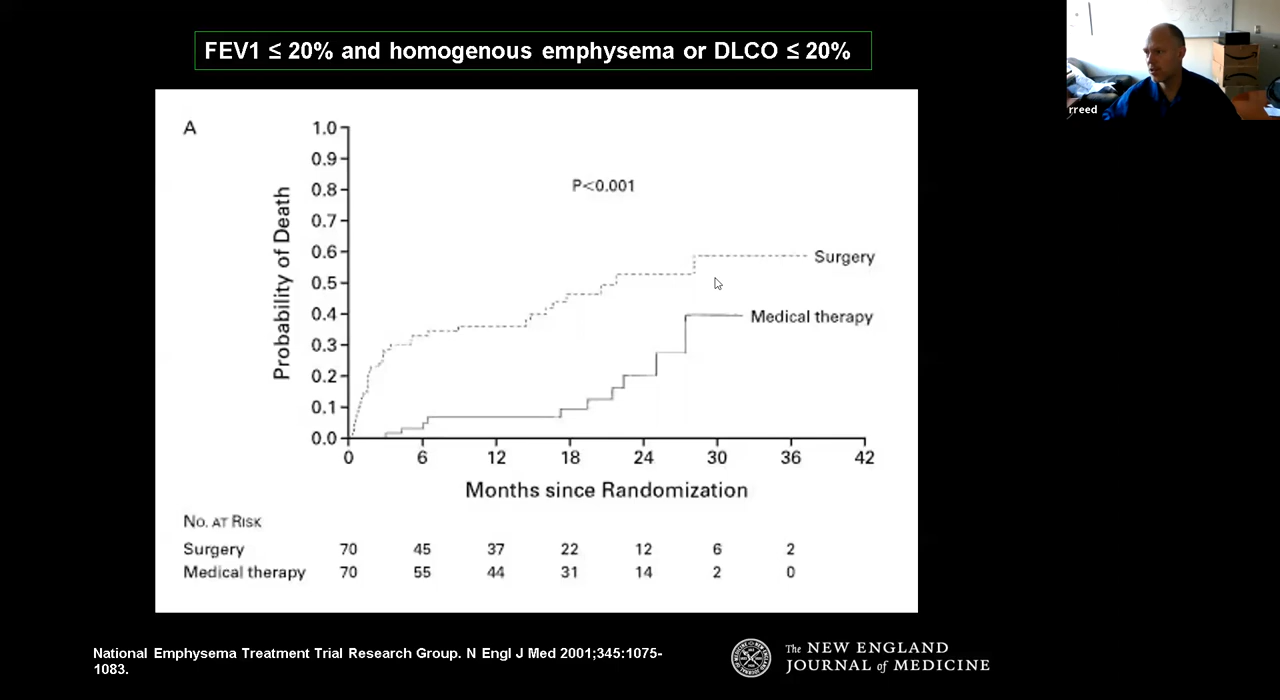 FEV1 ≤ 20% and homogenous emphysema or DLCO ≤ 20%
rreed
A
1.0
0.9
0.8
0.7
0.6
0.5
0.4
0.3
0.2
0.1
0.0
Probability of Death
P<0.001
Surgery
Medical therapy
0 6 12 18 24 30 36 42
Months since Randomization
No. at Risk
Surgery 70 45 37 22 12 6 2
Medical therapy 70 55 44 31 14 2 0
National Emphysema Treatment Trial Research Group. N Engl J Med 2001;345:1075-
1083.
The NEW ENGLAND
JOURNAL of MEDICINE